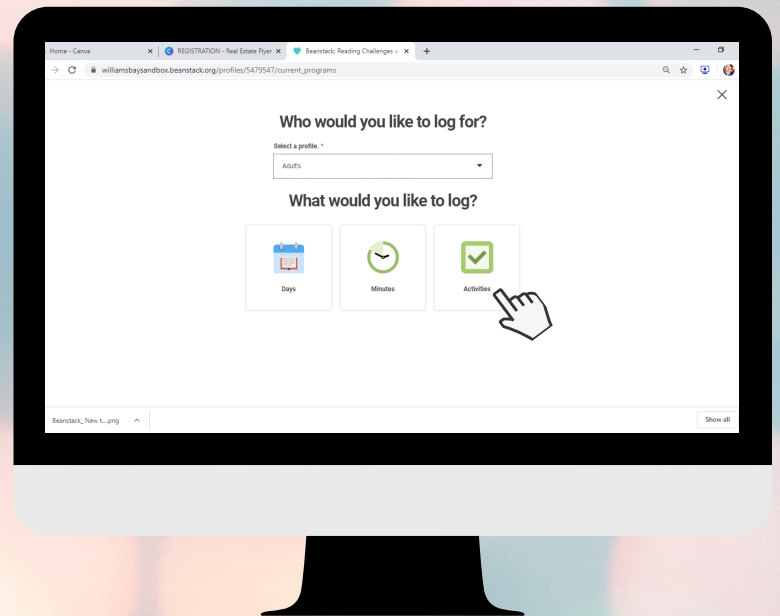 Home - Canva
REGISTRATION - Real Estate Flyer
Beanstack: Reading Challenges
williamsbaysandbox.beanstack.org/profiles/5479547/current_programs
Who would you like to log for?
Select a profile. *
Adult's
What would you like to log?
Days
Minutes
Activities
Beanstack_ New t....png
Show all